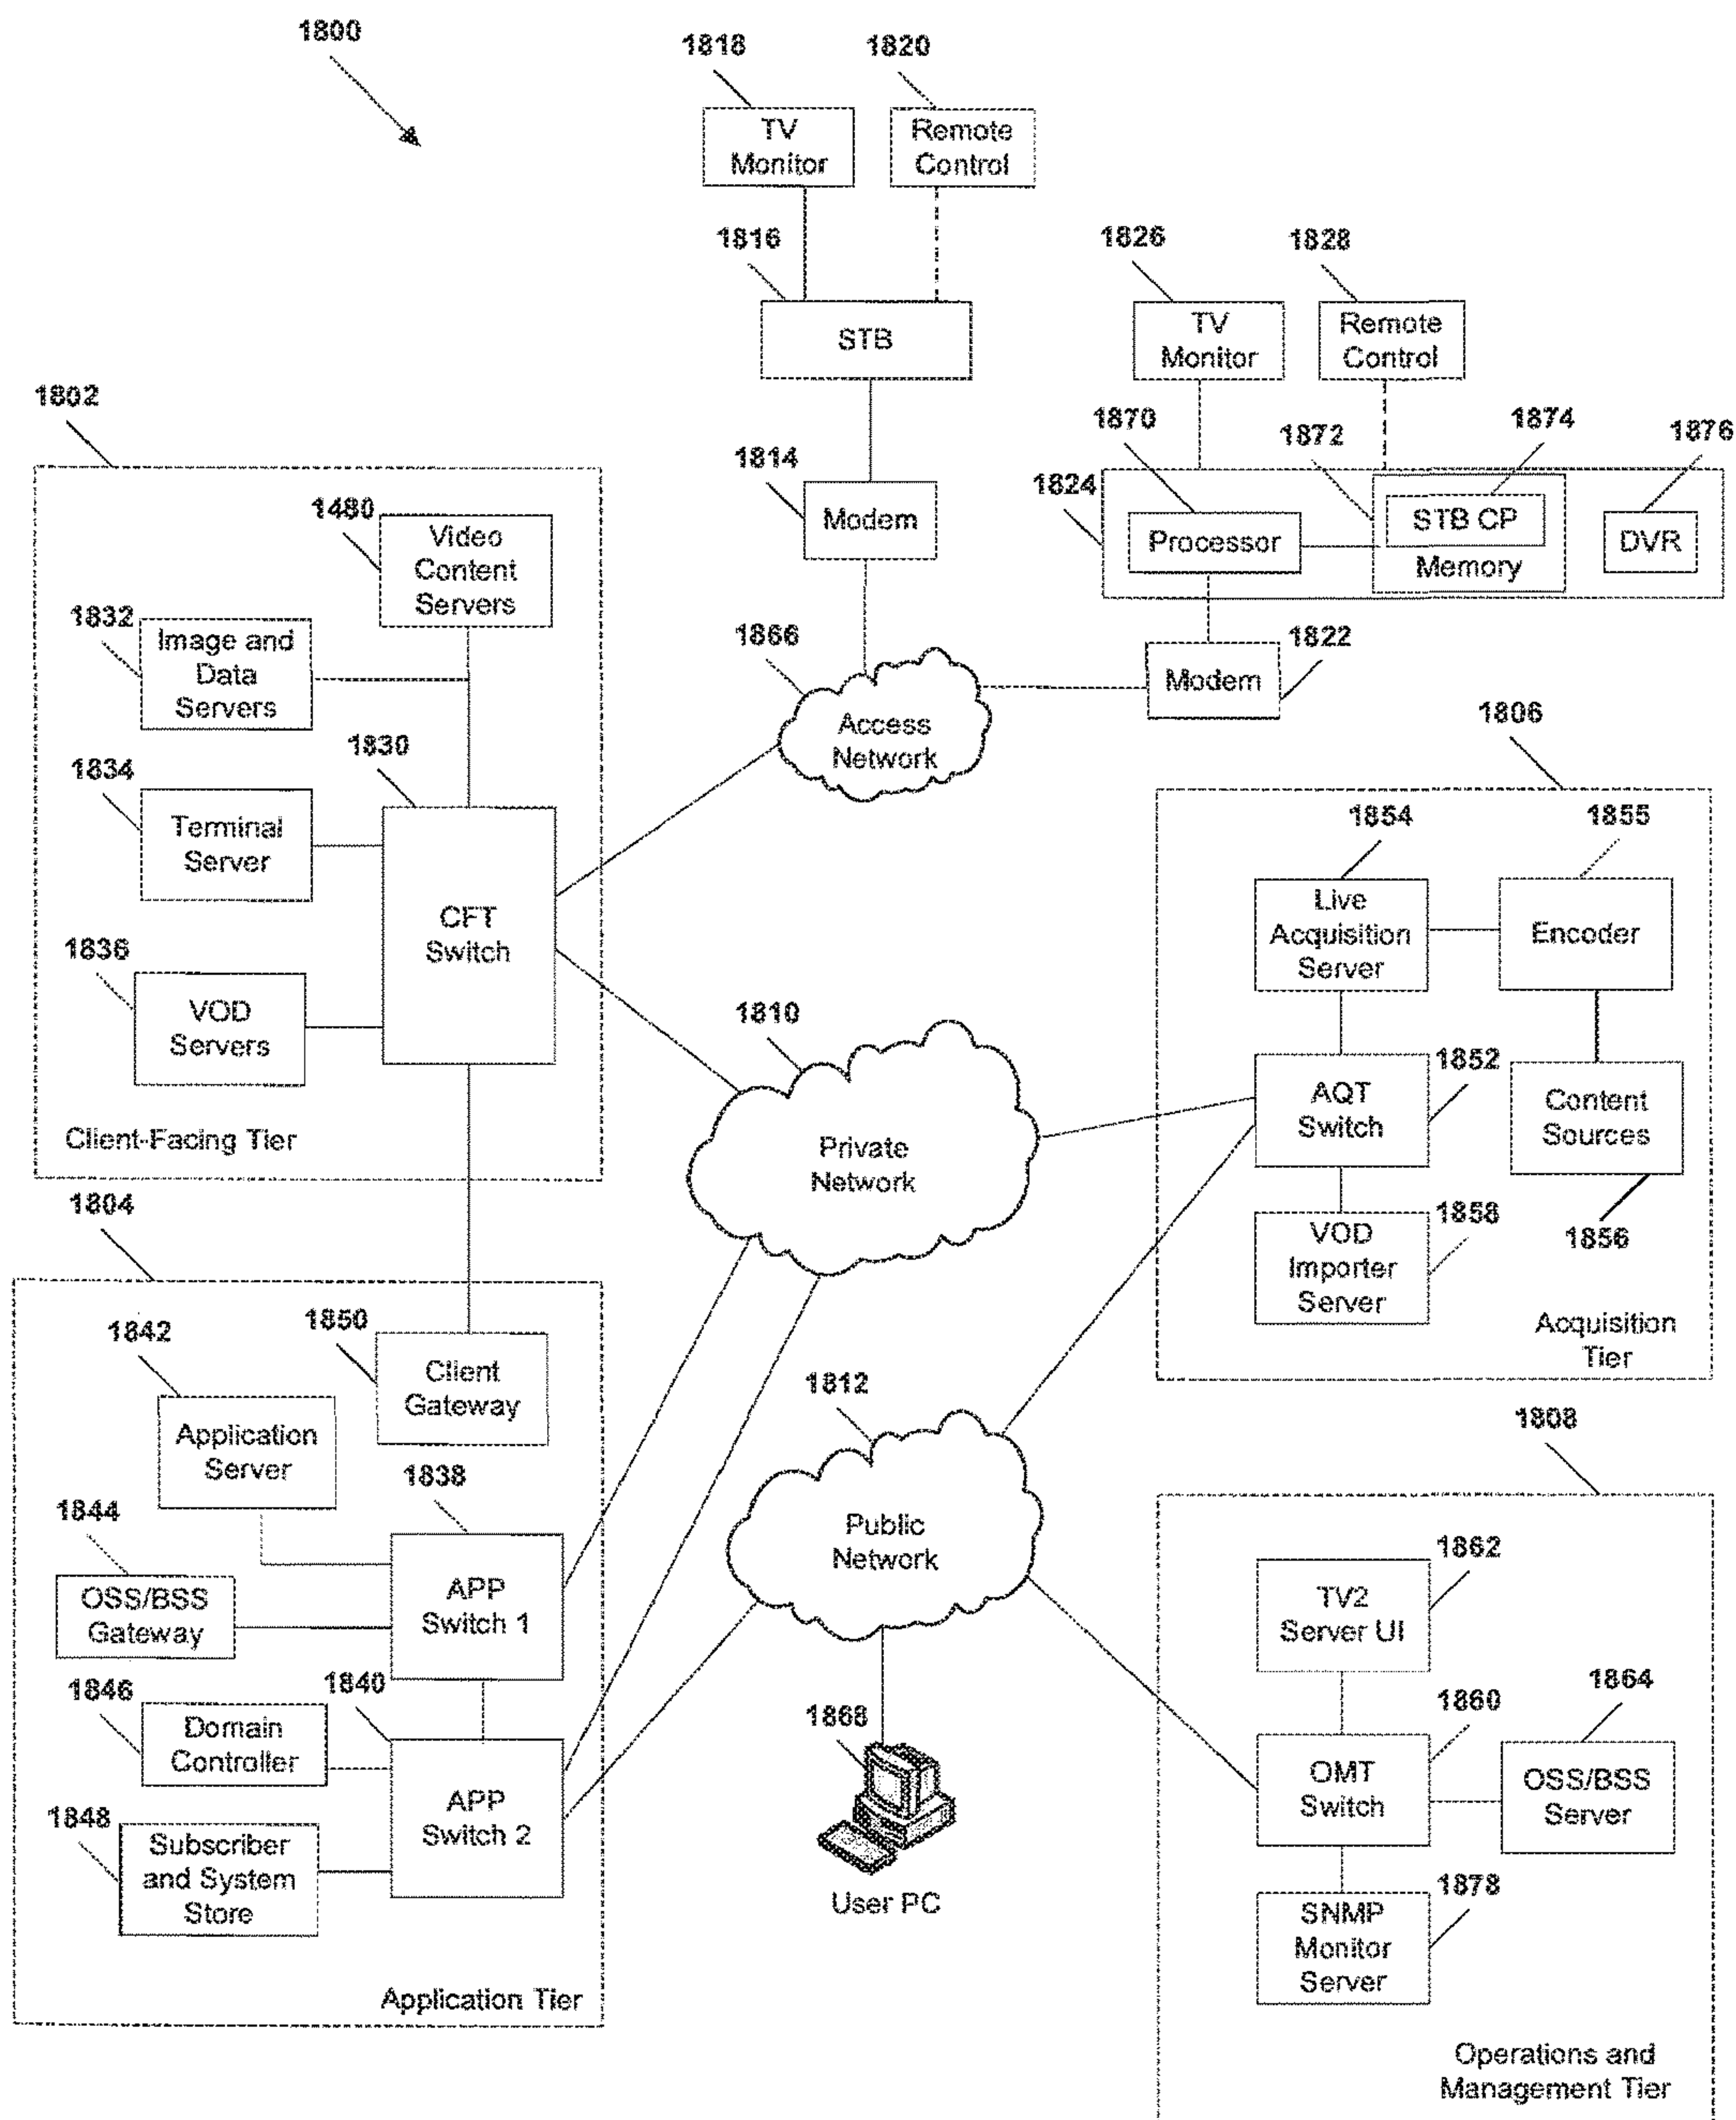 1800
1818
1820
TV
Monitor
Remote
Control
1816
STB
1826
1828
TV
Monitor
Remote
Control
1802
1814
Modem
1870
1872
1874
1876
1824
Processor
STB CP
Memory
DVR
1480
Video
Content
Servers
1832
Image and
Data
Servers
1866
Access
Network
1822
Modem
1830
1834
Terminal
Server
CFT
Switch
1836
VOD
Servers
Client-Facing Tier
1806
1854
1855
Live
Acquisition
Server
Encoder
1810
Private
Network
1852
AQT
Switch
Content
Sources
1856
1858
VOD
Importer
Server
Acquisition
Tier
1804
1842
1850
Client
Gateway
Application
Server
1838
1844
OSS/BSS
Gateway
APP
Switch 1
1846
Domain
Controller
1840
APP
Switch 2
1848
Subscriber
and System
Store
Application Tier
1812
Public
Network
1868
User PC
1808
1862
TV2
Server UI
1860
1864
OMT
Switch
OSS/BSS
Server
1878
SNMP
Monitor
Server
Operations and
Management Tier